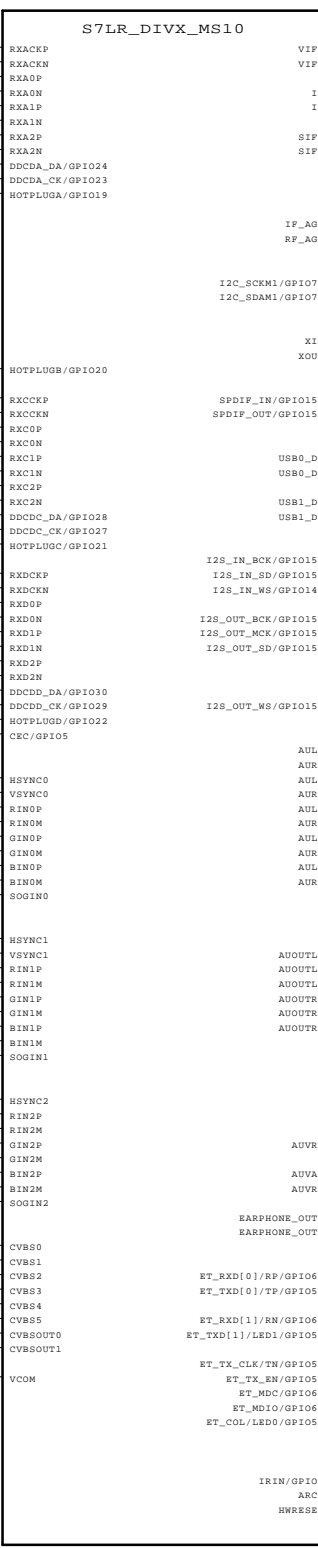 S7LR_DIVX_MS10
RXACKP VIF
RXACKN VIF
RXA0P
RXA0N I
RXA1P I
RXA1N
RXA2P SIF
RXA2N SIF
DDCDA_DA/GPIO24
DDCDA_CK/GPIO23
HOTPLUGA/GPIO19
IF_AG
RF_AG
I2C_SCKM1/GPIO7
I2C_SDAM1/GPIO7
XI
XOU
HOTPLUGB/GPIO20
RXCCKP SPDIF_IN/GPIO15
RXCCKN SPDIF_OUT/GPIO15
RXC0P
RXC0N
RXC1P USB0_D
RXC1N USB0_D
RXC2P
RXC2N USB1_D
DDCDC_DA/GPIO28 USB1_D
DDCDC_CK/GPIO27
HOTPLUGC/GPIO21
I2S_IN_BCK/GPIO15
RXDCKP I2S_IN_SD/GPIO15
RXDCKN I2S_IN_WS/GPIO14
RXD0P
RXD0N I2S_OUT_BCK/GPIO15
RXD1P I2S_OUT_MCK/GPIO15
RXD1N I2S_OUT_SD/GPIO15
RXD2P
RXD2N
DDCDD_DA/GPIO30
DDCDD_CK/GPIO29 I2S_OUT_WS/GPIO15
HOTPLUGD/GPIO22
CEC/GPIO5
AUL
AUR
HSYNC0 AUL
VSYNC0 AUR
RIN0P AUL
RIN0M AUR
GIN0P AUL
GIN0M AUR
BIN0P AUL
BIN0M AUR
SOGIN0
HSYNC1
VSYNC1 AUOUTL
RIN1P AUOUTL
RIN1M AUOUTL
GIN1P AUOUTR
GIN1M AUOUTR
BIN1P AUOUTR
BIN1M
SOGIN1
HSYNC2
RIN2P
RIN2M
GIN2P AUVR
GIN2M
BIN2P AUVA
BIN2M AUVR
SOGIN2
EARPHONE_OUT
EARPHONE_OUT
CVBS0
CVBS1
CVBS2 ET_RXD[0]/RP/GPIO6
CVBS3 ET_TXD[0]/TP/GPIO5
CVBS4
CVBS5 ET_RXD[1]/RN/GPIO6
CVBSOUT0 ET_TXD[1]/LED1/GPIO5
CVBSOUT1
ET_TX_CLK/TN/GPIO5
VCOM ET_TX_EN/GPIO5
ET_MDC/GPIO6
ET_MDIO/GPIO6
ET_COL/LED0/GPIO5
IRIN/GPIO
ARC
HWRESE